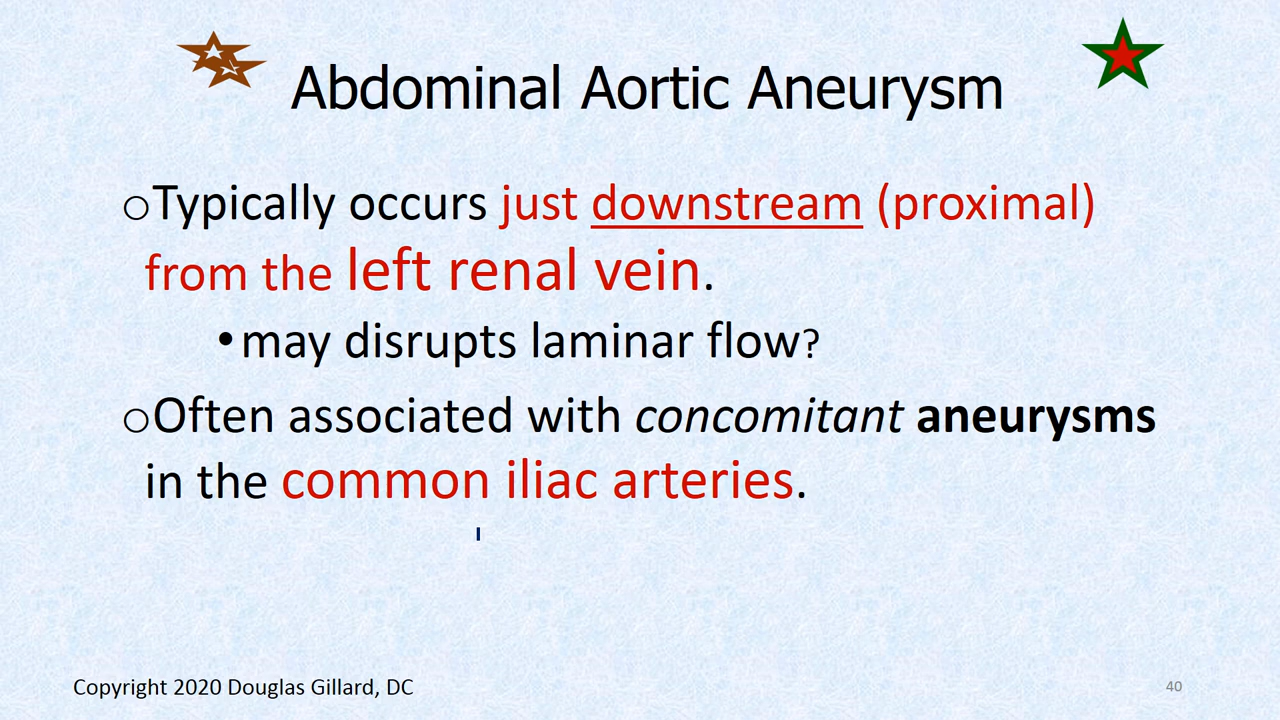 Abdominal Aortic Aneurysm
oTypically occurs just downstream (proximal)
from the left renal vein.
•may disrupts laminar flow?
oOften associated with concomitant aneurysms
in the common iliac arteries.
Copyright 2020 Douglas Gillard, DC
40